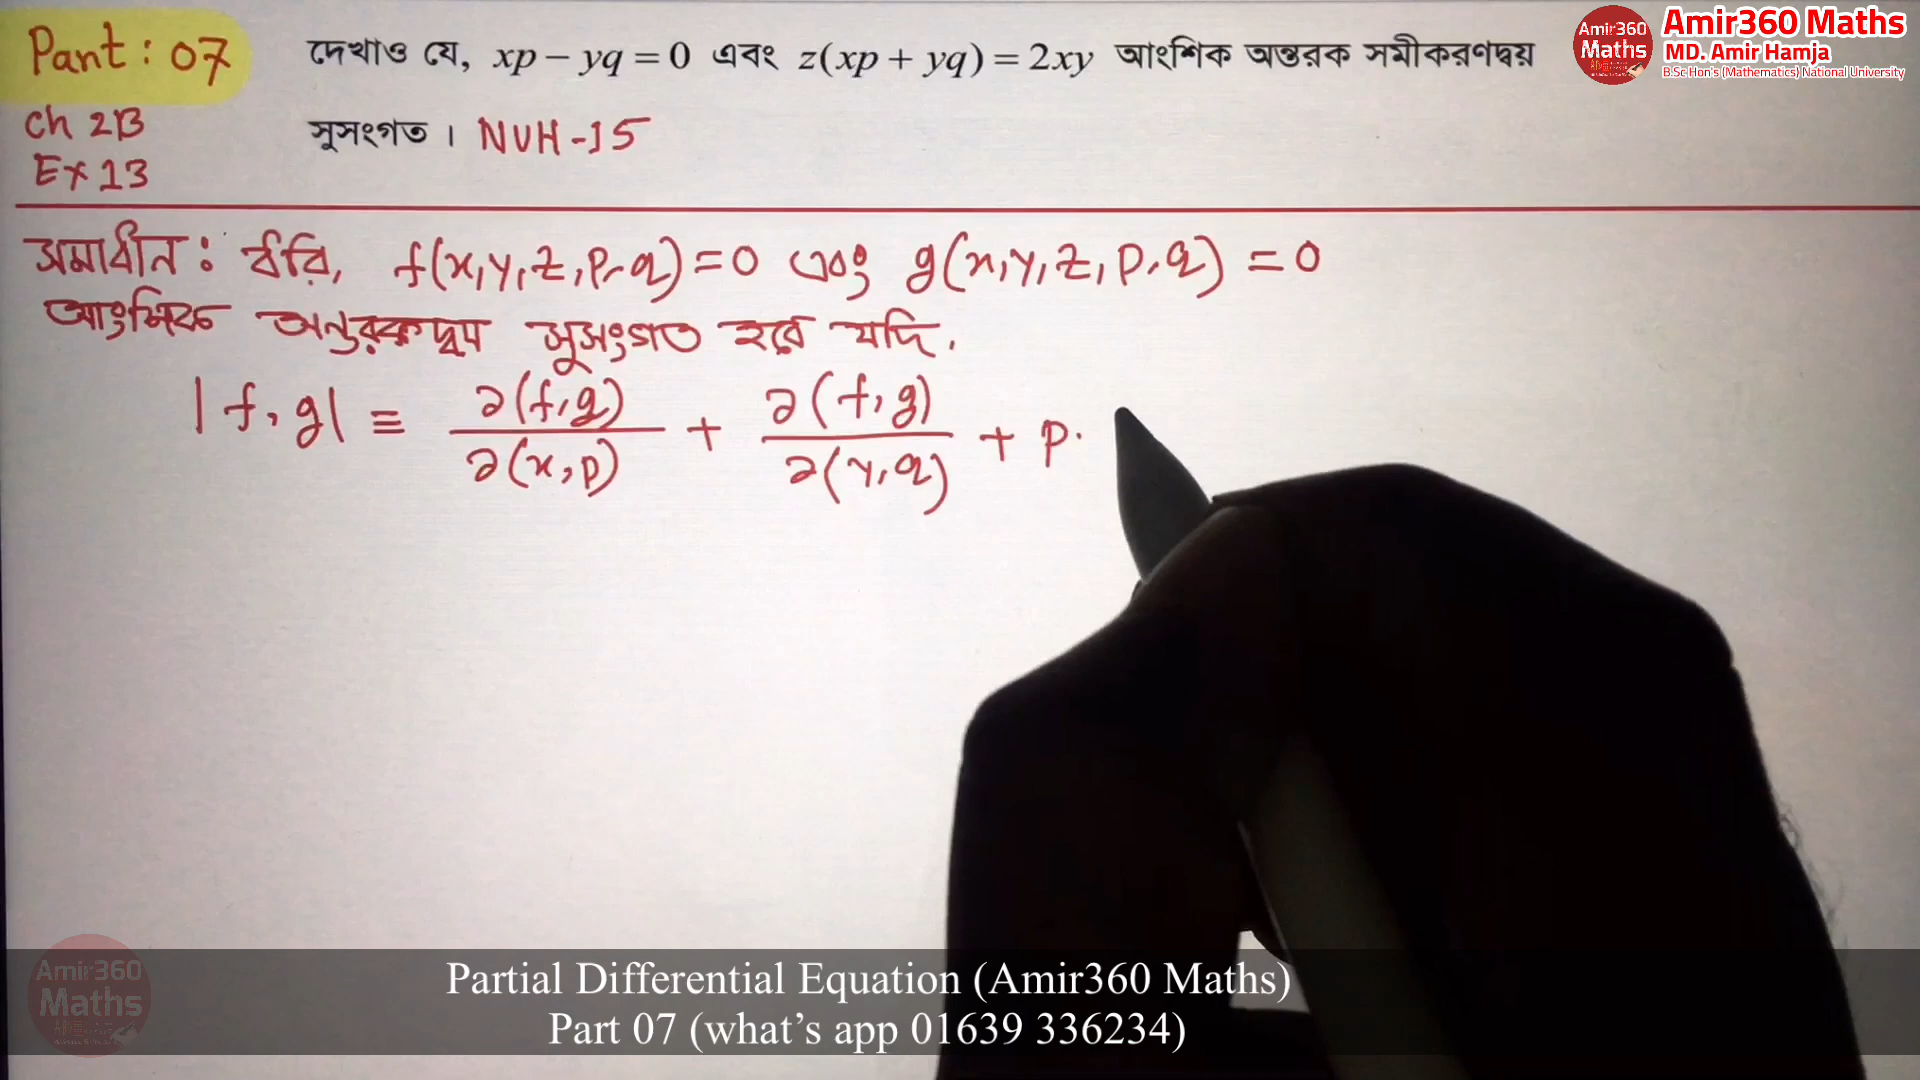 Part : 07
Ch 2B
Ex 13
দেখাও যে, xp − yq = 0 এবং z(xp + yq) = 2xy আংশিক অন্তরক সমীকরণদ্বয়
সুসংগত । NUH-15
Amir360 Maths
Amir360 Maths
MD. Amir Hamja
B.Sc Hon's (Mathematics) National University
সমাধান : ধরি, f(x,y,z,p,q) = 0 এবং g(x,y,z,p,q) = 0
আংশিক অন্তরকদ্বয় সুসংগত হবে যদি,
|f,g| ≡ ∂(f,g)/∂(x,p) + ∂(f,g)/∂(y,q) + p·
Amir360 Maths
Partial Differential Equation (Amir360 Maths)
Part 07 (what’s app 01639 336234)